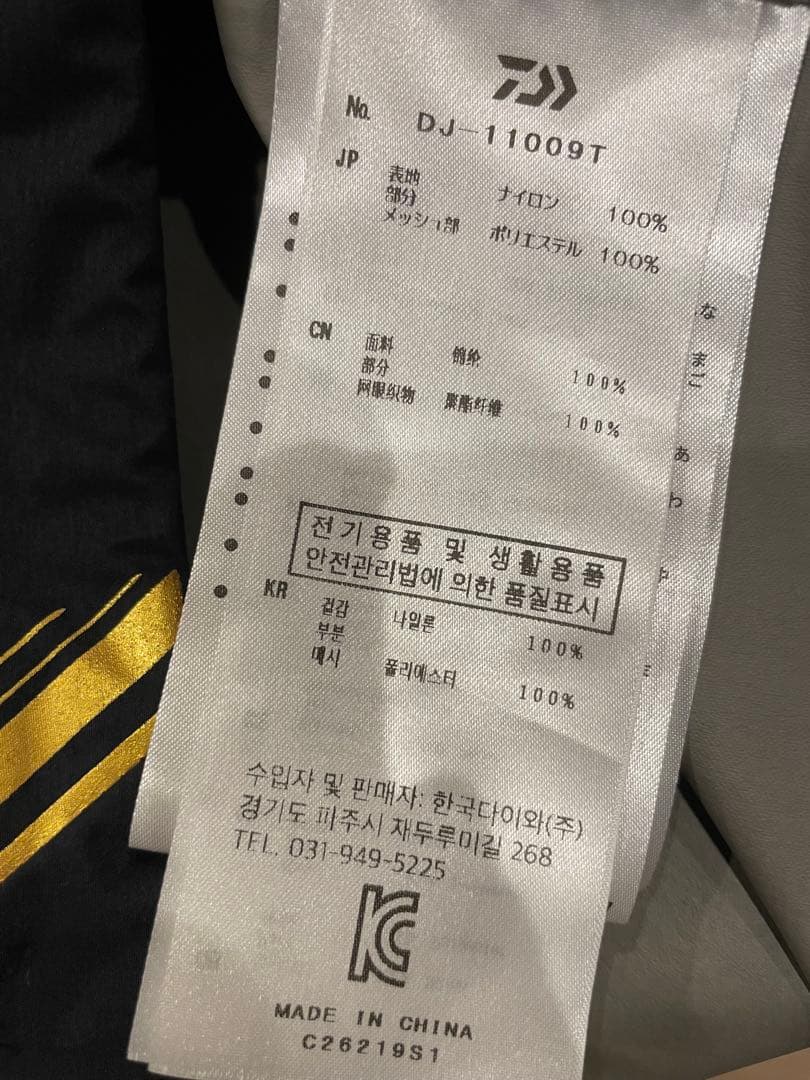 No. DJ-11009T
JP
表地 ナイロン 100%
部分
メッシュ部 ポリエステル 100%
CN
面料 锦纶 100%
部分
网眼织物 聚酯纤维 100%
전기용품 및 생활용품
안전관리법에 의한 품질표시
KR
겉감 나일론 100%
부분
메시 폴리에스터 100%
수입자 및 판매자: 한국다이와(주)
경기도 파주시 재두루미길 268
TEL. 031-949-5225
MADE IN CHINA
C26219S1
な
まご
あ
わ